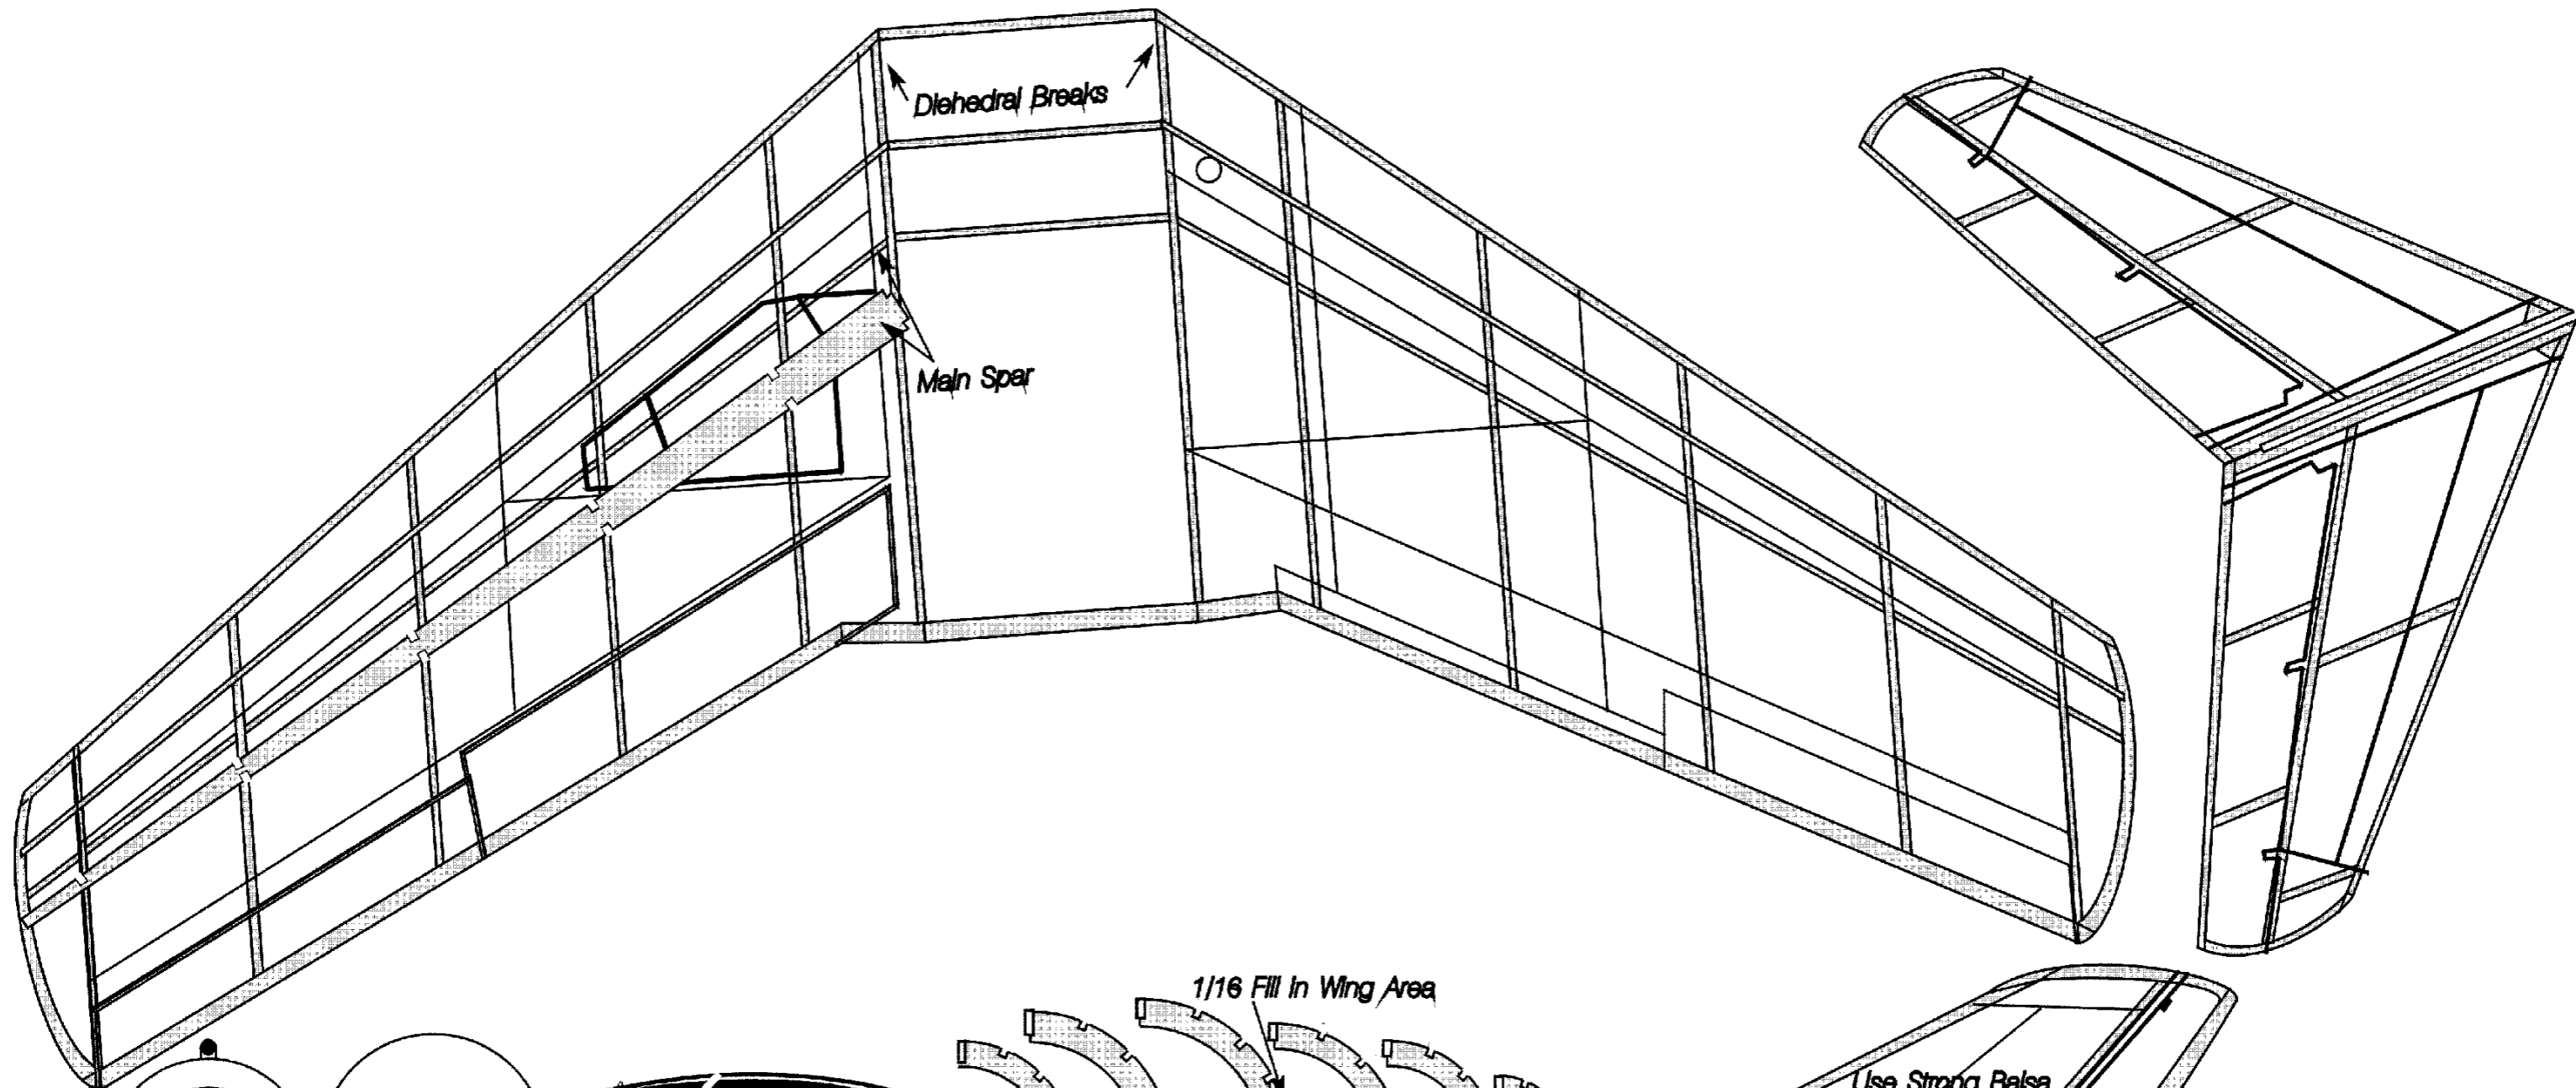 Diehedral Breaks
Main Spar
1/16 Fill In Wing Area
Use Strong Balsa